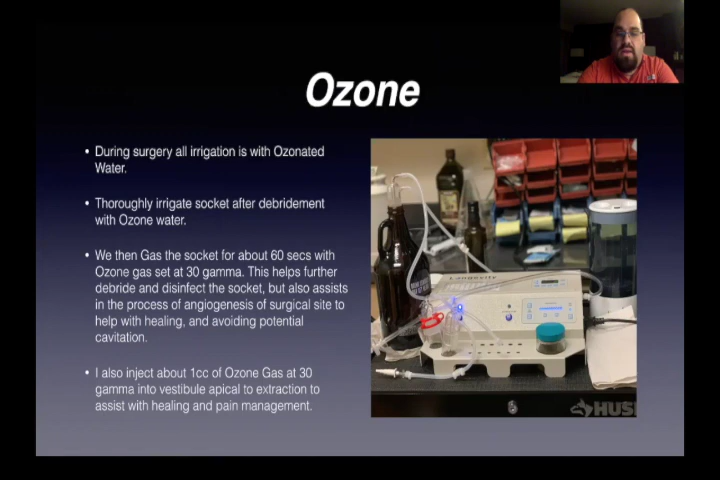 Ozone
• During surgery all irrigation is with Ozonated
Water.
• Thoroughly irrigate socket after debridement
with Ozone water.
• We then Gas the socket for about 60 secs with
Ozone gas set at 30 gamma. This helps further
debride and disinfect the socket, but also assists
in the process of angiogenesis of surgical site to
help with healing, and avoiding potential
cavitation.
• I also inject about 1cc of Ozone Gas at 30
gamma into vestibule apical to extraction to
assist with healing and pain management.
HUS